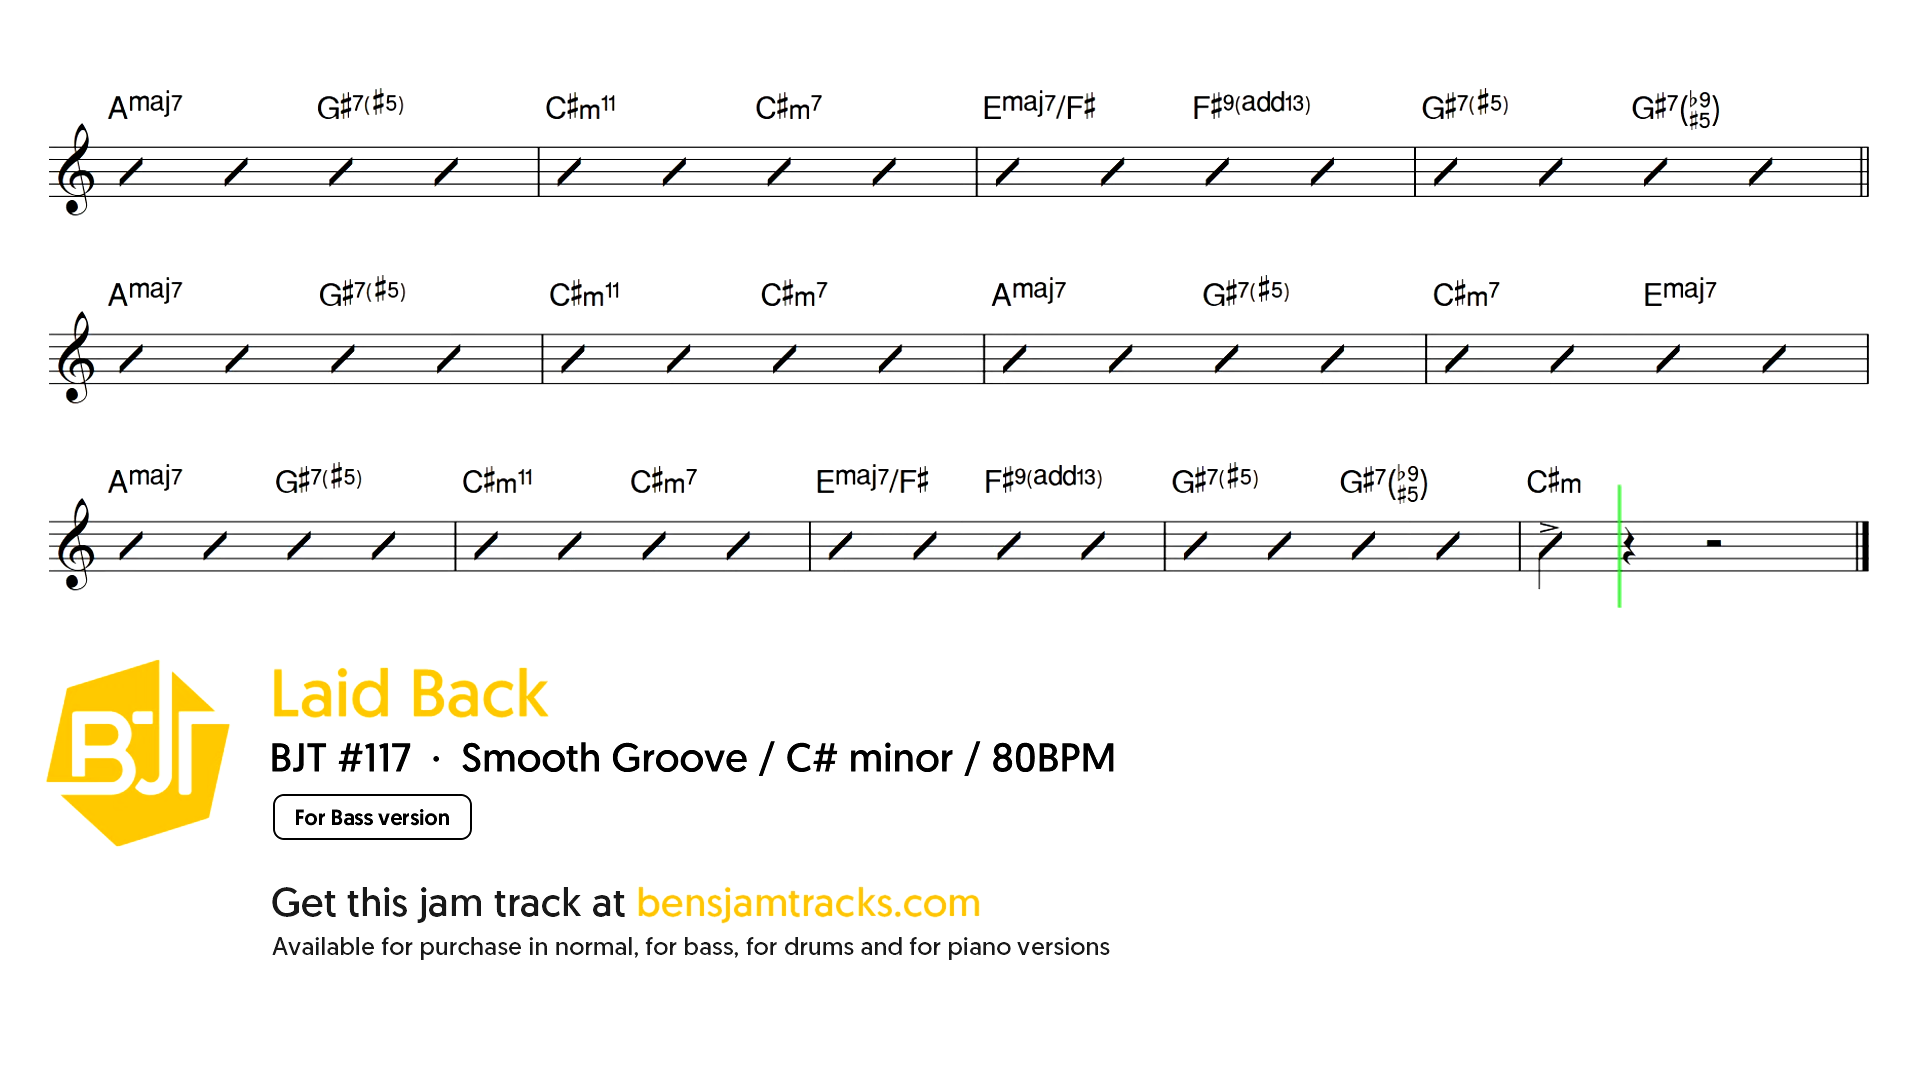 Amaj7 G♯7(♯5) C♯m11 C♯m7 Emaj7/F♯ F♯9(add13) G♯7(♯5) G♯7(♭9♯5)
Amaj7 G♯7(♯5) C♯m11 C♯m7 Amaj7 G♯7(♯5) C♯m7 Emaj7
Amaj7 G♯7(♯5) C♯m11 C♯m7 Emaj7/F♯ F♯9(add13) G♯7(♯5) G♯7(♭9♯5) C♯m
BJT
Laid Back
BJT #117 · Smooth Groove / C# minor / 80BPM
For Bass version
Get this jam track at bensjamtracks.com
Available for purchase in normal, for bass, for drums and for piano versions